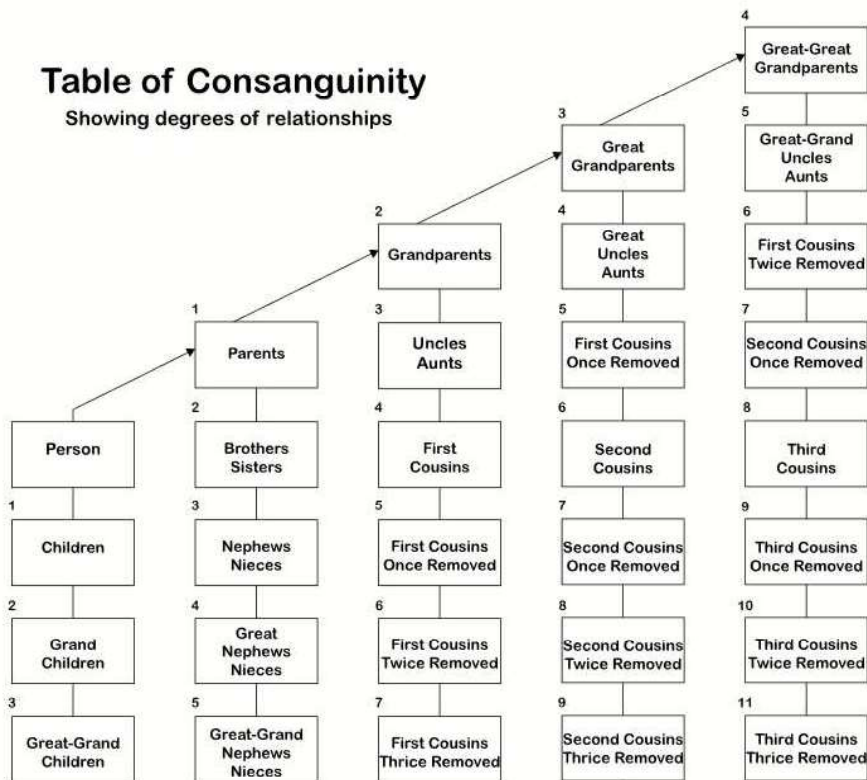 Table of Consanguinity
Showing degrees of relationships
Person
1
Children
2
Grand
Children
3
Great-Grand
Children
1
Parents
2
Brothers
Sisters
3
Nephews
Nieces
4
Great
Nephews
Nieces
5
Great-Grand
Nephews
Nieces
2
Grandparents
3
Uncles
Aunts
4
First
Cousins
5
First Cousins
Once Removed
6
First Cousins
Twice Removed
7
First Cousins
Thrice Removed
3
Great
Grandparents
4
Great
Uncles
Aunts
5
First Cousins
Once Removed
6
Second
Cousins
7
Second Cousins
Once Removed
8
Second Cousins
Twice Removed
9
Second Cousins
Thrice Removed
4
Great-Great
Grandparents
5
Great-Grand
Uncles
Aunts
6
First Cousins
Twice Removed
7
Second Cousins
Once Removed
8
Third
Cousins
9
Third Cousins
Once Removed
10
Third Cousins
Twice Removed
11
Third Cousins
Thrice Removed